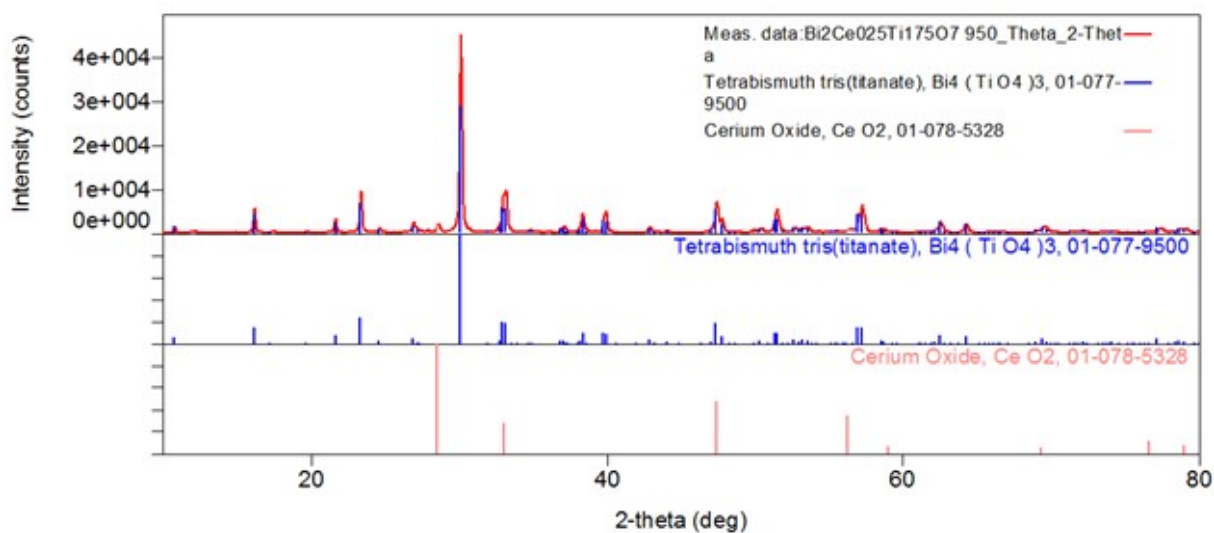 Intensity (counts)
4e+004
3e+004
2e+004
1e+004
0e+000
Meas. data:Bi2Ce025Ti175O7 950_Theta_2-Thet
a
Tetrabismuth tris(titanate), Bi4 ( Ti O4 )3, 01-077-
9500
Cerium Oxide, Ce O2, 01-078-5328
Tetrabismuth tris(titanate), Bi4 ( Ti O4 )3, 01-077-9500
Cerium Oxide, Ce O2, 01-078-5328
20
40
60
80
2-theta (deg)